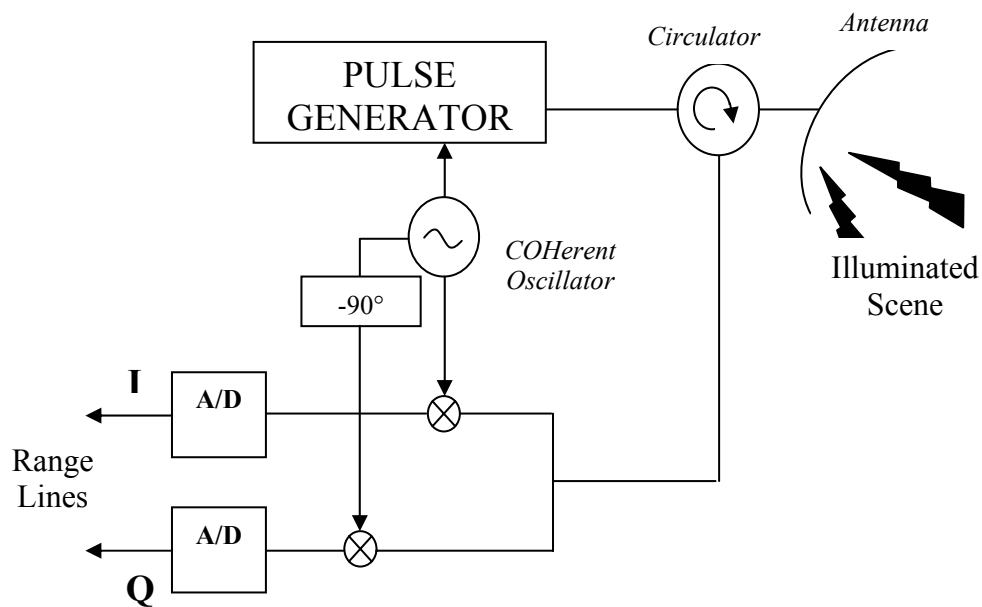 Antenna
Circulator
PULSE
GENERATOR
COHerent
Oscillator
Illuminated
Scene
-90°
I
A/D
Range
Lines
A/D
Q